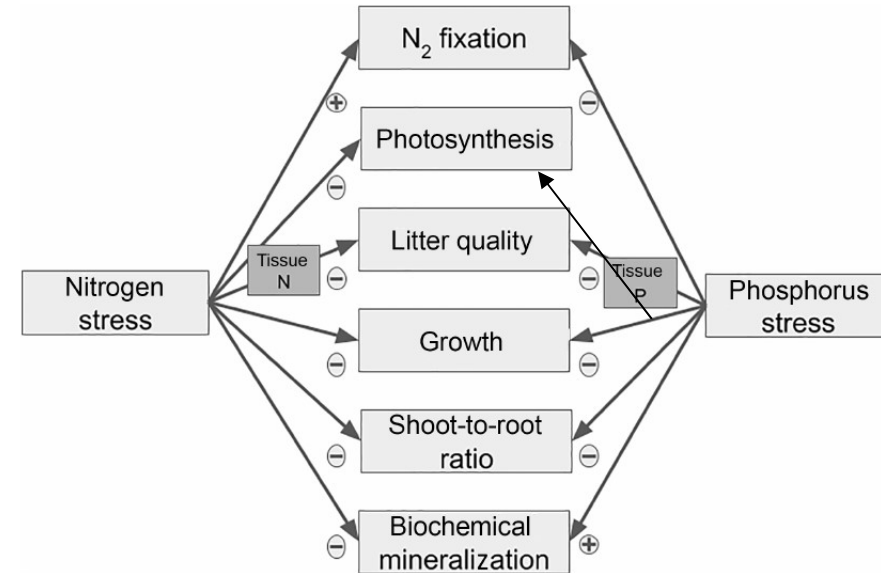 N₂ fixation
+
−
Photosynthesis
−
Litter quality
Tissue
N
−
−
Tissue
P
Nitrogen
stress
Phosphorus
stress
Growth
−
−
Shoot-to-root
ratio
−
−
Biochemical
mineralization
−
+